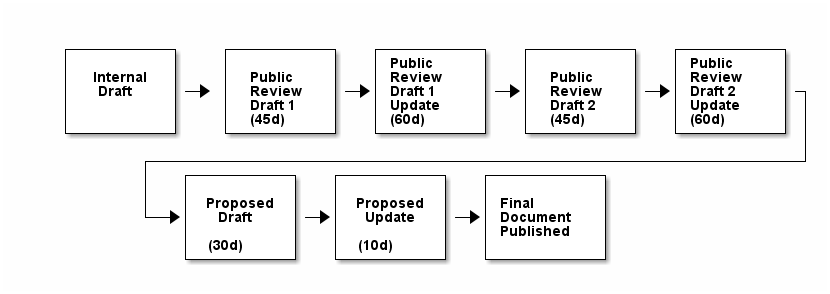 Internal
Draft
Public
Review
Draft 1
(45d)
Public
Review
Draft 1
Update
(60d)
Public
Review
Draft 2
(45d)
Public
Review
Draft 2
Update
(60d)
Proposed
Draft
(30d)
Proposed
Update
(10d)
Final
Document
Published